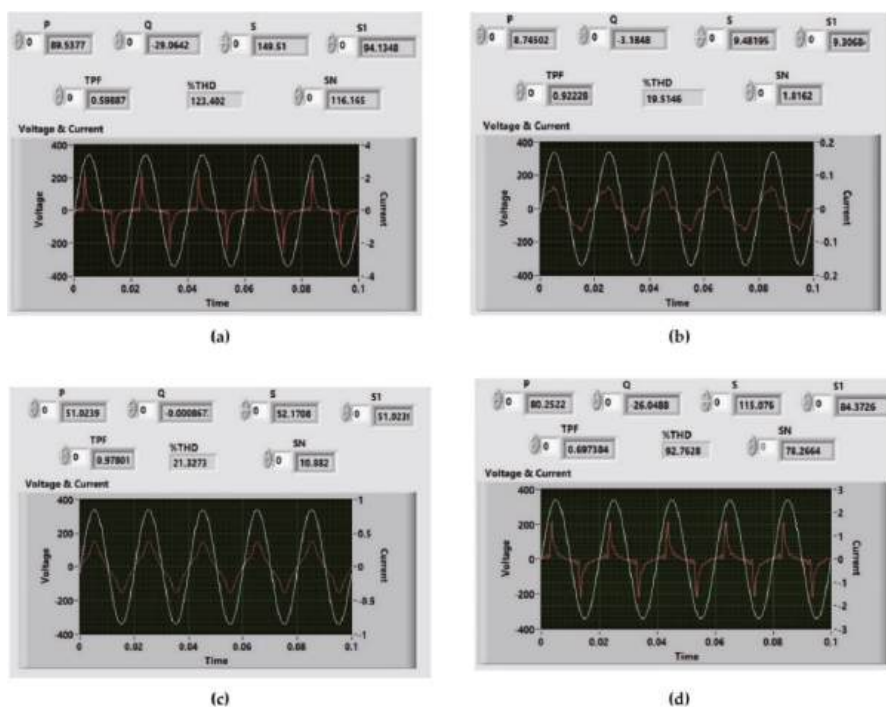 P Q S S1
0 89.5377 0 -29.0642 0 149.51 0 94.1348
TPF %THD SN
0 0.59887 123.402 0 116.165
Voltage & Current
400 4
200 2
0 0
-200 2
-400 -4
Voltage
Current
0 0.02 0.04 0.06 0.08 0.1
Time
(a)
P Q S S1
0 8.74502 0 -3.1848 0 9.48195 0
TPF %THD SN
0 0.92228 19.5146 0 1.8162
Voltage & Current
400 0.2
200 0.1
0 0
-200 -0.1
-400 -0.2
Voltage
Current
0 0.02 0.04 0.06 0.08 0.1
Time
(b)
P Q S S1
0 51.0239 0 -0.000867 0 52.1708 0
TPF %THD SN
0 0.97801 21.3273 0 10.882
Voltage & Current
400 1
200 0.5
0 0
-200 -0.5
-400 -1
Voltage
Current
0 0.02 0.04 0.06 0.08 0.1
Time
(c)
P Q S S1
0 80.2522 0 -26.0488 0 115.076 0 84.3726
TPF %THD SN
0 0.697384 92.7628 0 78.2664
Voltage & Current
400 3
200 2
1
0 0
-200 -1
-2
-400 -3
Voltage
Current
0 0.02 0.04 0.06 0.08 0.1
Time
(d)